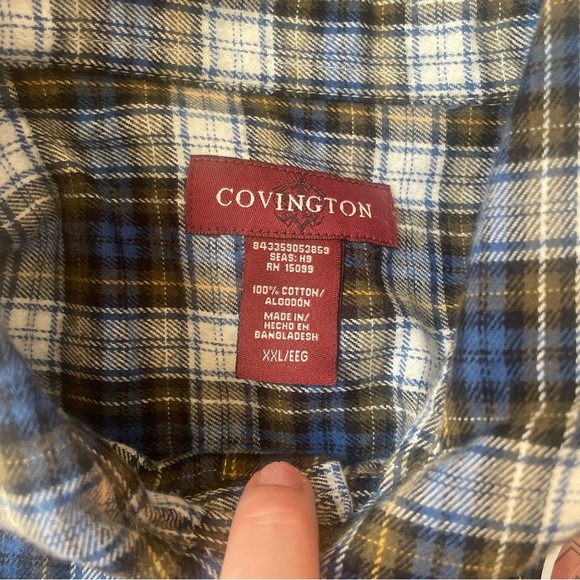 COVINGTON
843359053859
SEAS: H9
RN 15099
100% COTTON/
ALGODÓN
MADE IN/
HECHO EN
BANGLADESH
XXL/EEG